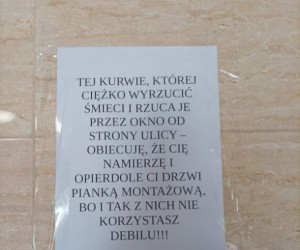 TEJ KURWIE, KTÓREJ
CIĘŻKO WYRZUCIĆ
ŚMIECI I RZUCA JE
PRZEZ OKNO OD
STRONY ULICY –
OBIECUJĘ, ŻE CIĘ
NAMIERZĘ I
OPIERDOLE CI DRZWI
PIANKĄ MONTAŻOWĄ,
BO I TAK Z NICH NIE
KORZYSTASZ
DEBILU!!!